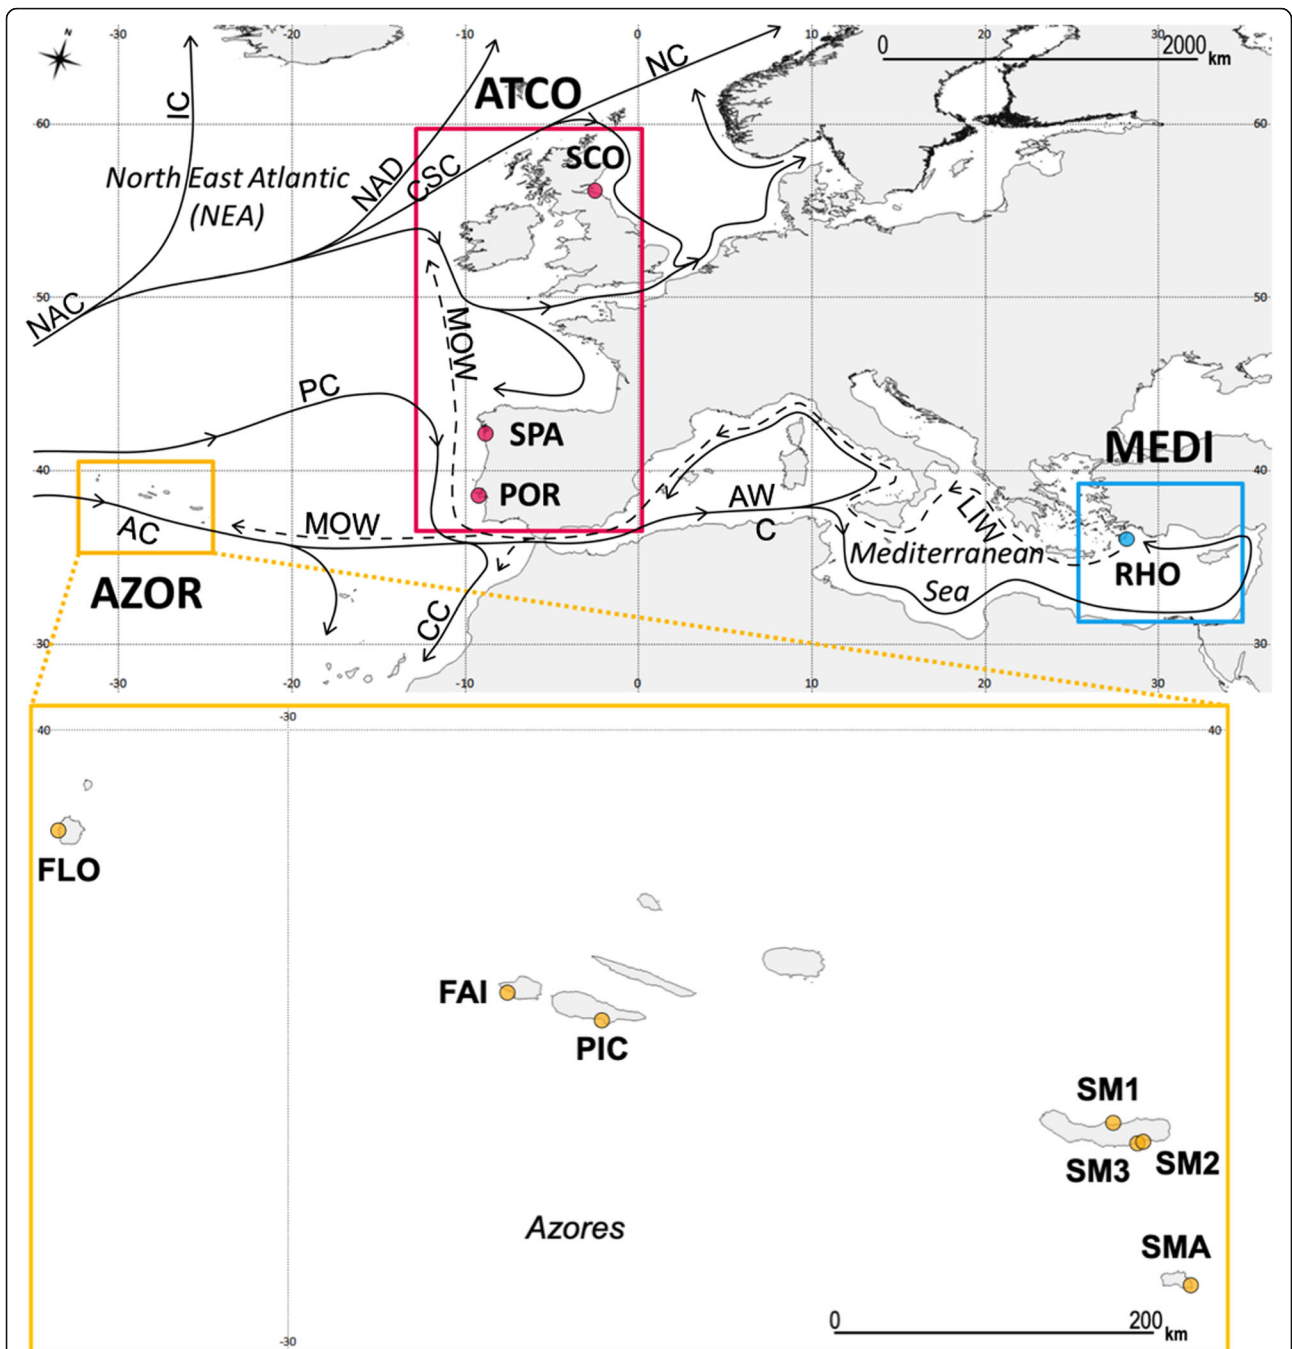 -30 -20 -10 0 10 20 30
0 2000 km
IC
NC
ATCO
60
SCO
North East Atlantic
(NEA)
NAD
CSC
50 50
NAC
MOW
PC
SPA
MEDI
40 40
POR
AW
C
LIW
AC
MOW
Mediterranean
Sea
RHO
AZOR
CC
30 30
-30 -20 -10 0 10 20 30
-30
40 40
FLO
FAI
PIC
SM1
SM3 SM2
Azores
SMA
0 200 km
-30